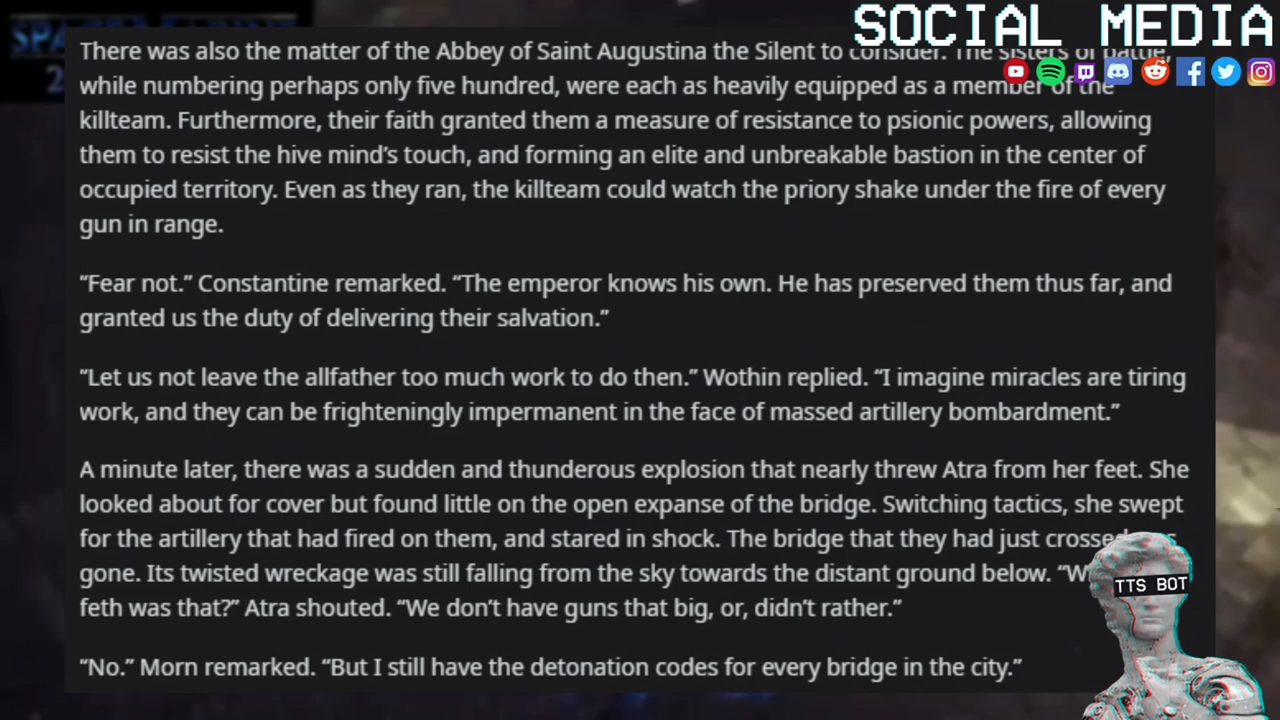 SPA
SOCIAL MEDIA
2
There was also the matter of the Abbey of Saint Augustina the Silent to consider. The sisters of battle,
while numbering perhaps only five hundred, were each as heavily equipped as a member of the
killteam. Furthermore, their faith granted them a measure of resistance to psionic powers, allowing
them to resist the hive mind’s touch, and forming an elite and unbreakable bastion in the center of
occupied territory. Even as they ran, the killteam could watch the priory shake under the fire of every
gun in range.
“Fear not.” Constantine remarked. “The emperor knows his own. He has preserved them thus far, and
granted us the duty of delivering their salvation.”
“Let us not leave the allfather too much work to do then.” Wothin replied. “I imagine miracles are tiring
work, and they can be frighteningly impermanent in the face of massed artillery bombardment.”
A minute later, there was a sudden and thunderous explosion that nearly threw Atra from her feet. She
looked about for cover but found little on the open expanse of the bridge. Switching tactics, she swept
for the artillery that had fired on them, and stared in shock. The bridge that they had just crossed
gone. Its twisted wreckage was still falling from the sky towards the distant ground below.
feth was that?” Atra shouted. “We don’t have guns that big, or, didn’t rather.”
“No.” Morn remarked. “But I still have the detonation codes for every bridge in the city.”
TTS BOT